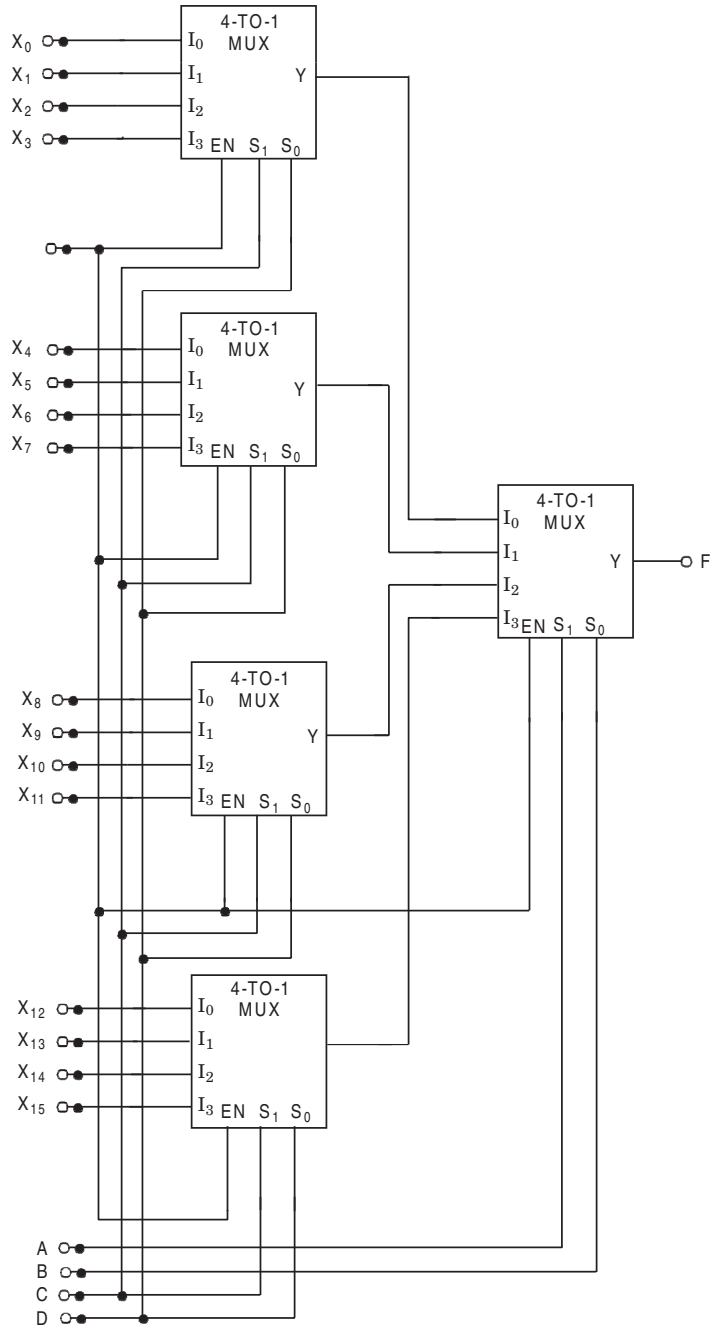 4-TO-1
MUX
X₀ I₀
X₁ I₁ Y
X₂ I₂
X₃ I₃ EN S₁ S₀
4-TO-1
MUX
X₄ I₀
X₅ I₁ Y
X₆ I₂
X₇ I₃ EN S₁ S₀
4-TO-1
MUX
I₀
I₁ Y F
I₂
I₃ EN S₁ S₀
4-TO-1
MUX
X₈ I₀
X₉ I₁ Y
X₁₀ I₂
X₁₁ I₃ EN S₁ S₀
4-TO-1
MUX
X₁₂ I₀
X₁₃ I₁
X₁₄ I₂
X₁₅ I₃ EN S₁ S₀
A
B
C
D